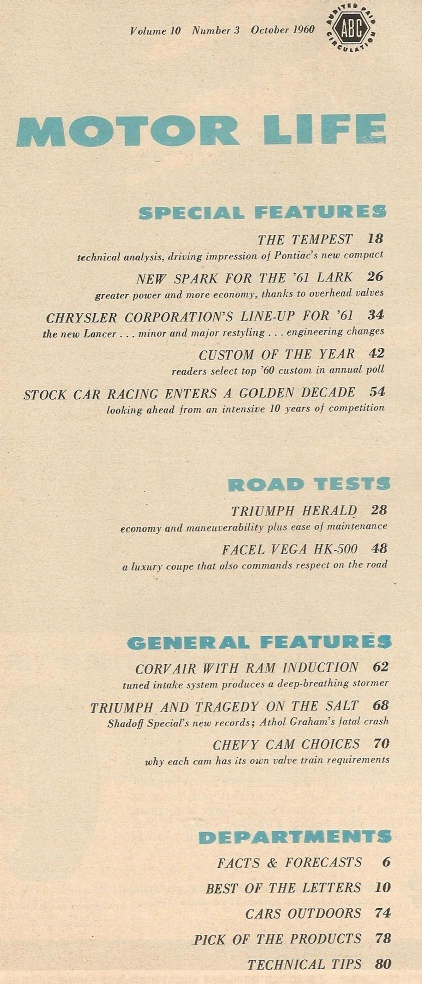 Volume 10 Number 3 October 1960
AUDITED PAID
ABC
CIRCULATION
MOTOR LIFE
SPECIAL FEATURES
THE TEMPEST 18
technical analysis, driving impression of Pontiac's new compact
NEW SPARK FOR THE '61 LARK 26
greater power and more economy, thanks to overhead valves
CHRYSLER CORPORATION'S LINE-UP FOR '61 34
the new Lancer . . . minor and major restyling . . . engineering changes
CUSTOM OF THE YEAR 42
readers select top '60 custom in annual poll
STOCK CAR RACING ENTERS A GOLDEN DECADE 54
looking ahead from an intensive 10 years of competition
ROAD TESTS
TRIUMPH HERALD 28
economy and maneuverability plus ease of maintenance
FACEL VEGA HK-500 48
a luxury coupe that also commands respect on the road
GENERAL FEATURES
CORVAIR WITH RAM INDUCTION 62
tuned intake system produces a deep-breathing stormer
TRIUMPH AND TRAGEDY ON THE SALT 68
Shadoff Special's new records; Athol Graham's fatal crash
CHEVY CAM CHOICES 70
why each cam has its own valve train requirements
DEPARTMENTS
FACTS & FORECASTS 6
BEST OF THE LETTERS 10
CARS OUTDOORS 74
PICK OF THE PRODUCTS 78
TECHNICAL TIPS 80